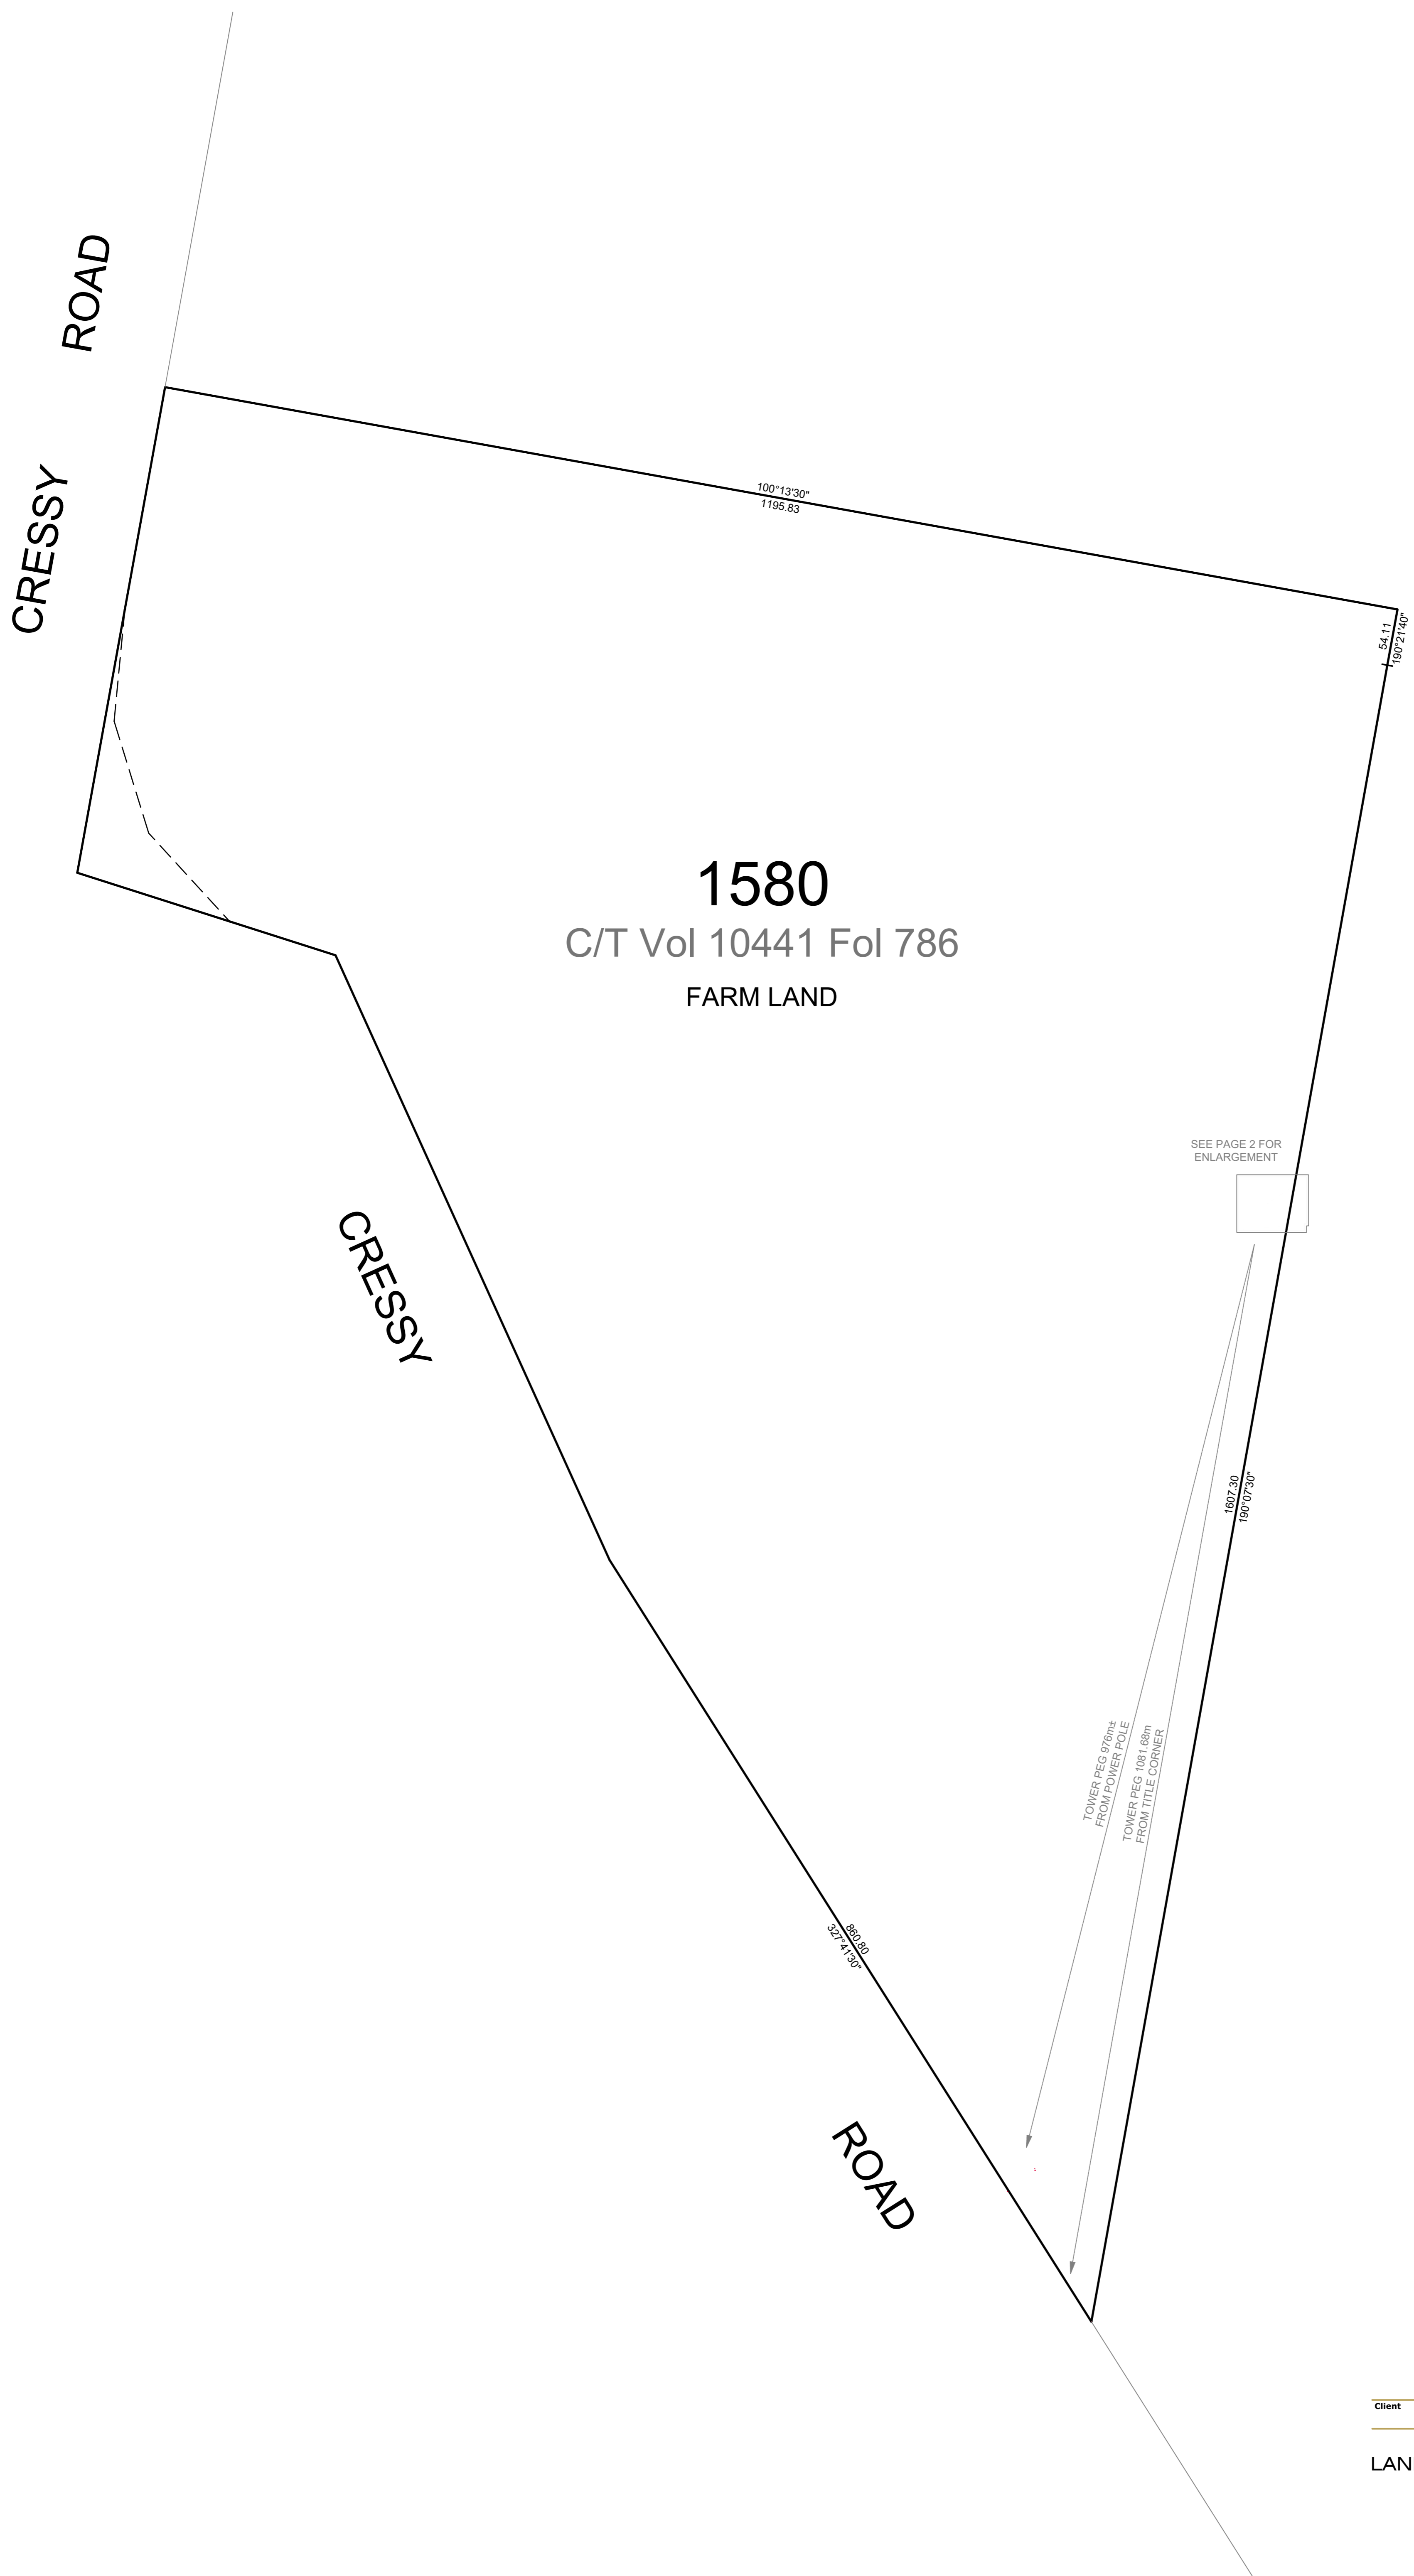 ROAD
CRESSY
100°13'30"
1195.83
54.11
190°21'40"
1580
C/T Vol 10441 Fol 786
FARM LAND
SEE PAGE 2 FOR
ENLARGEMENT
CRESSY
1607.30
190°07'30"
TOWER PEG 976m±
FROM POWER POLE
TOWER PEG 1081.68m
FROM TITLE CORNER
860.80
327°41'30"
ROAD
Client
LAN